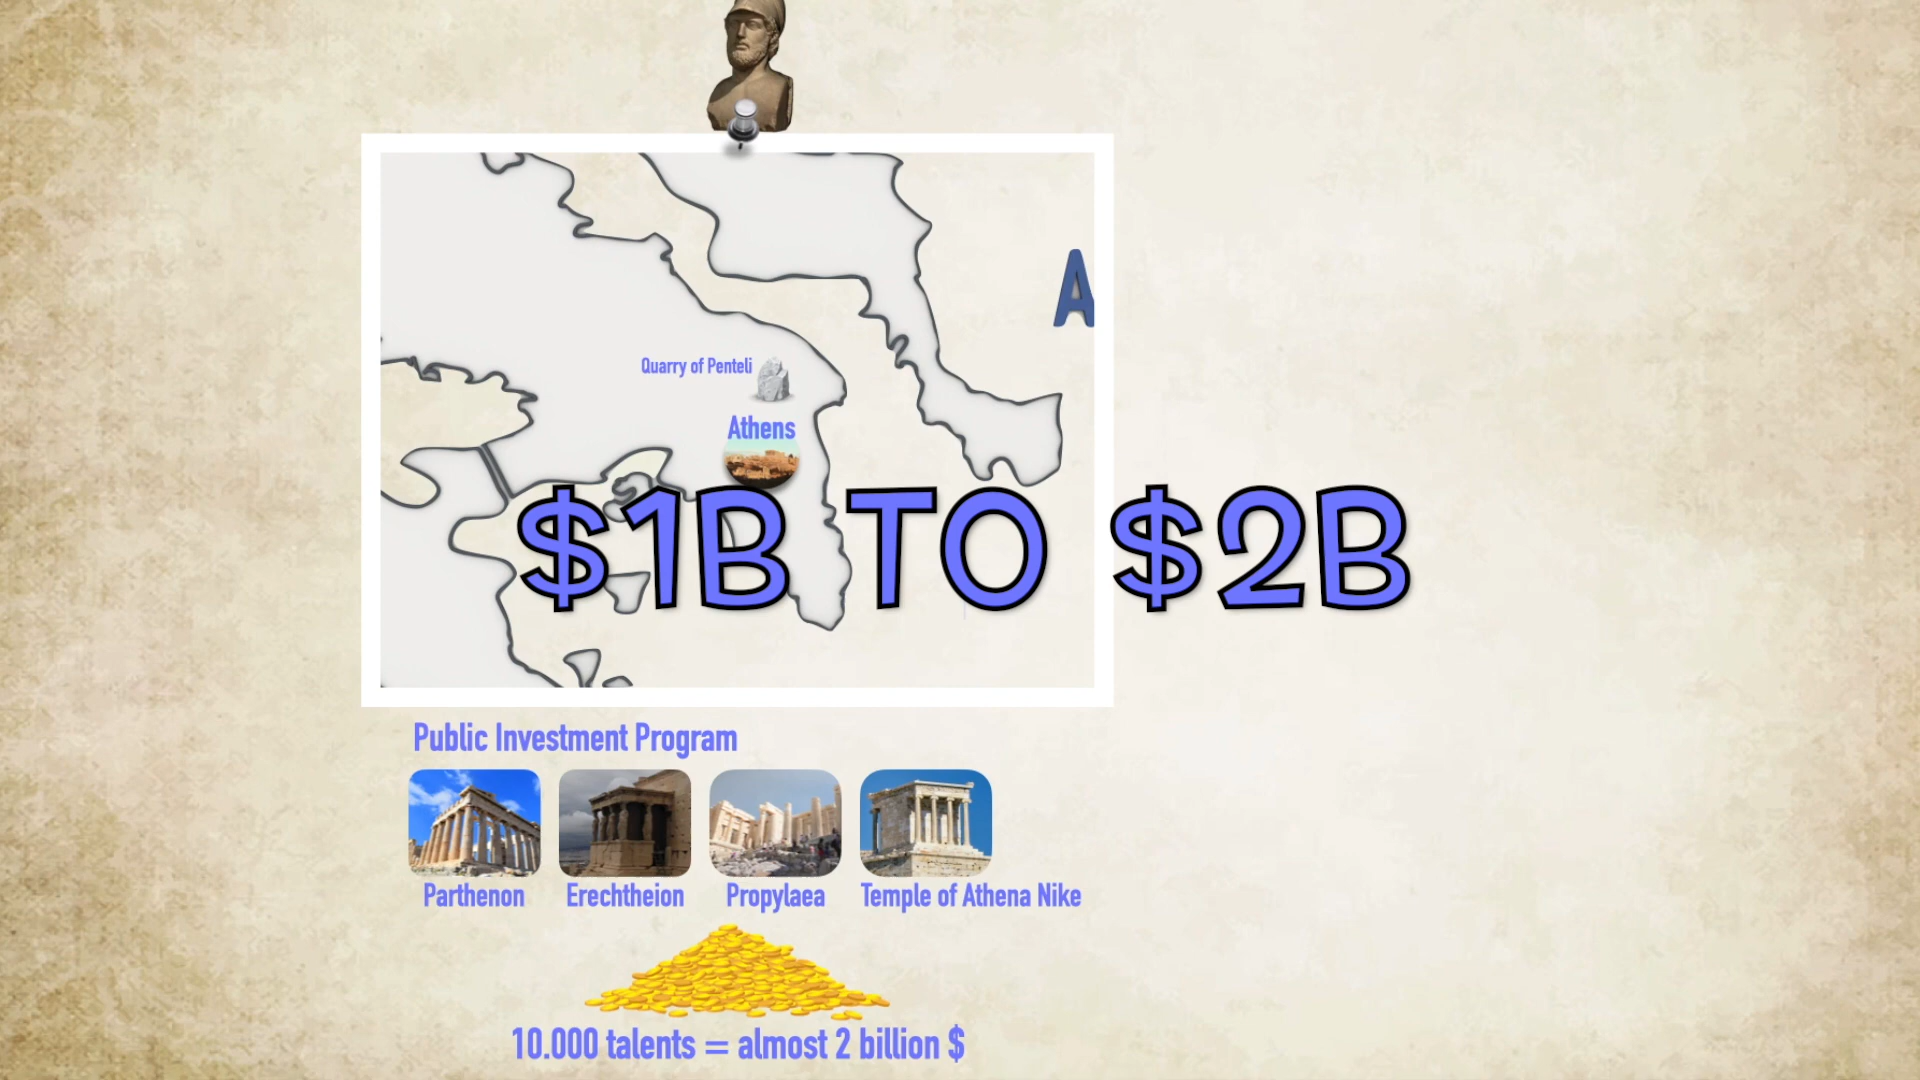 A
Quarry of Penteli
Athens
$1B TO $2B
Public Investment Program
Parthenon
Erechtheion
Propylaea
Temple of Athena Nike
10.000 talents = almost 2 billion $